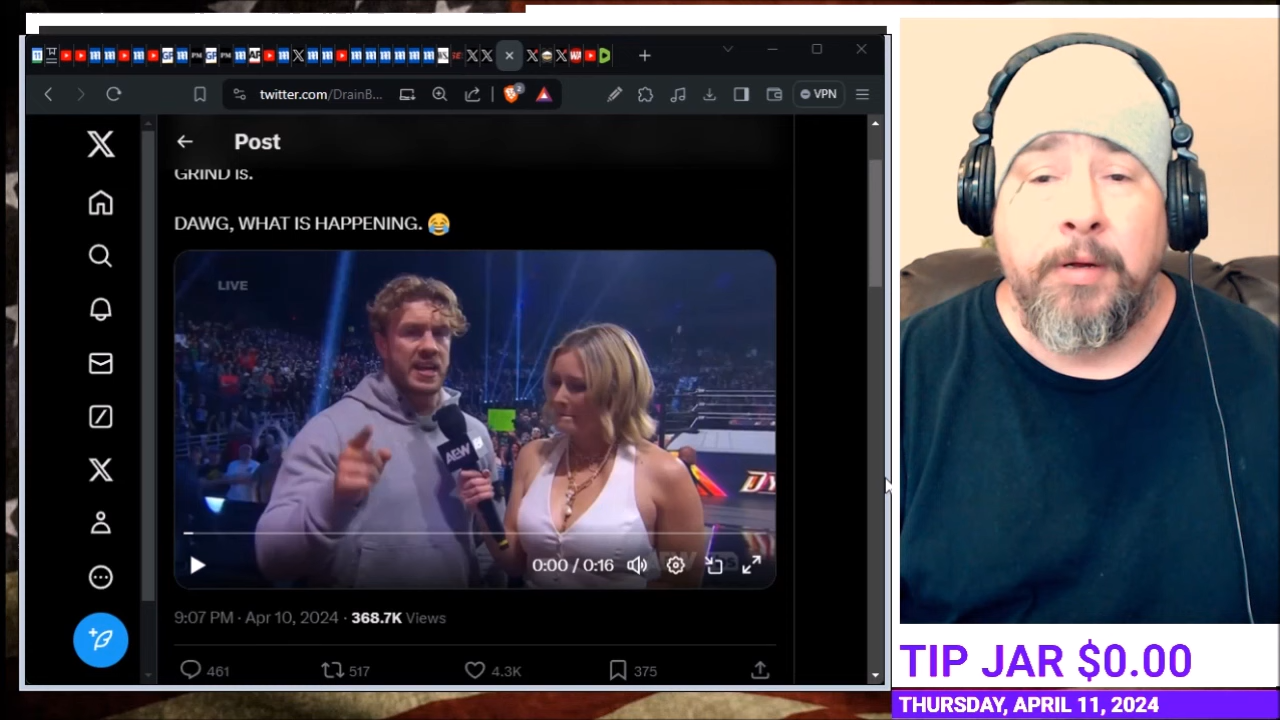 twitter.com/DrainB...
VPN
Post
GRIND IS.
DAWG, WHAT IS HAPPENING. 😂
LIVE
AEW
0:00 / 0:16
9:07 PM · Apr 10, 2024 · 368.7K Views
461
517
4.3K
375
TIP JAR $0.00
THURSDAY, APRIL 11, 2024